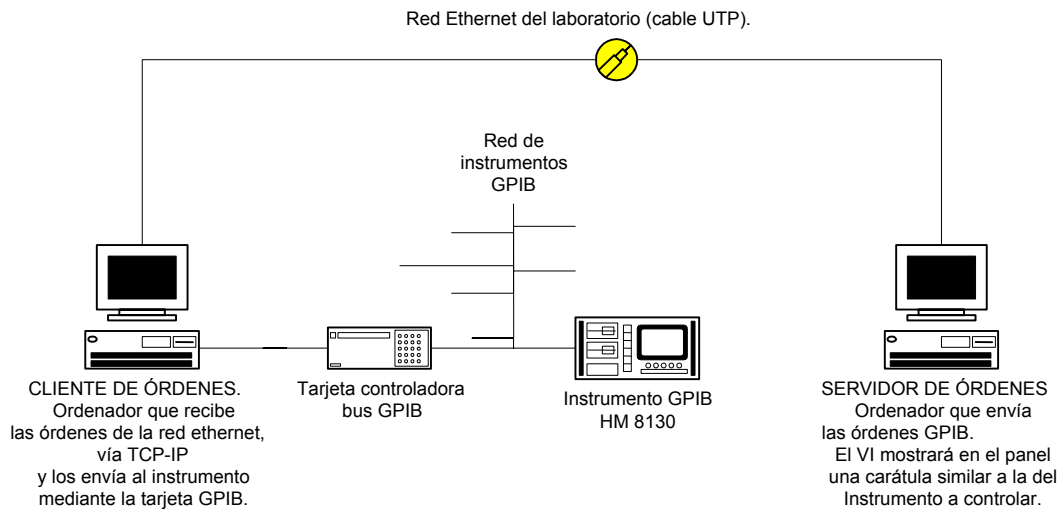 Red Ethernet del laboratorio (cable UTP).
Red de
instrumentos
GPIB
CLIENTE DE ÓRDENES.
Ordenador que recibe
las órdenes de la red ethernet,
vía TCP-IP
y los envía al instrumento
mediante la tarjeta GPIB.
Tarjeta controladora
bus GPIB
Instrumento GPIB
HM 8130
SERVIDOR DE ÓRDENES
Ordenador que envía
las órdenes GPIB.
El VI mostrará en el panel
una carátula similar a la del
Instrumento a controlar.